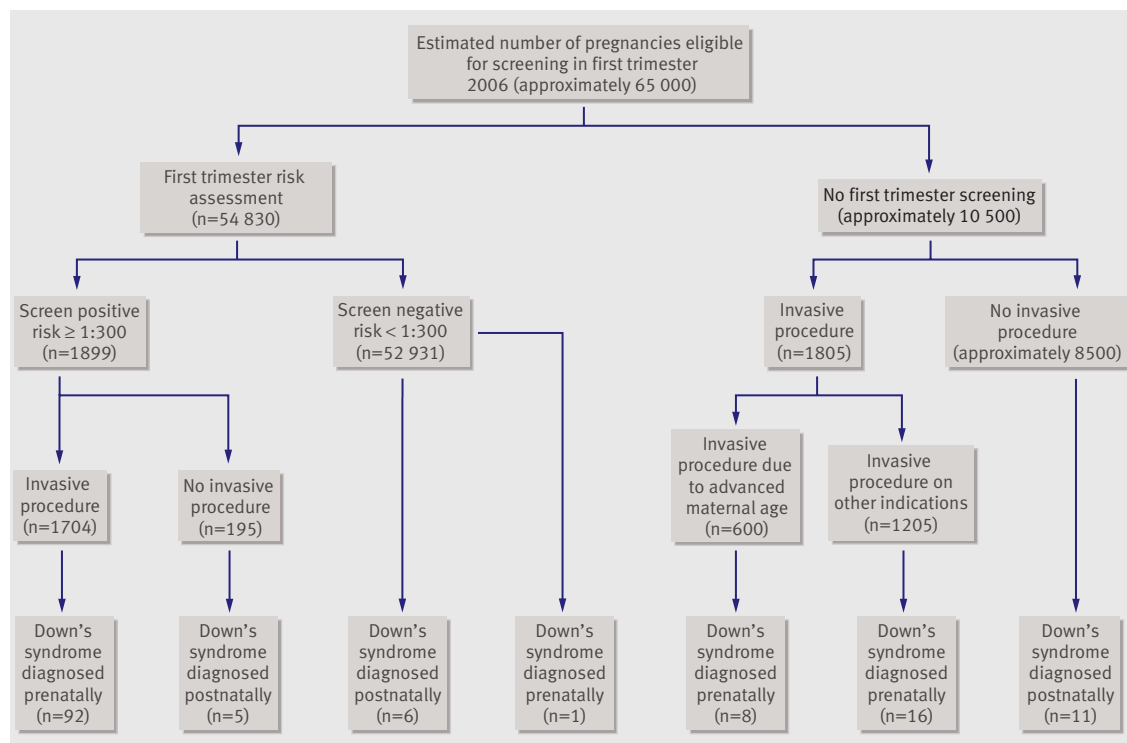 Estimated number of pregnancies eligible
for screening in first trimester
2006 (approximately 65 000)
First trimester risk
assessment
(n=54 830)
No first trimester screening
(approximately 10 500)
Screen positive
risk ≥ 1:300
(n=1899)
Screen negative
risk < 1:300
(n=52 931)
Invasive
procedure
(n=1805)
No invasive
procedure
(approximately 8500)
Invasive
procedure
(n=1704)
No invasive
procedure
(n=195)
Invasive
procedure due
to advanced
maternal age
(n=600)
Invasive
procedure on
other indications
(n=1205)
Down's
syndrome
diagnosed
prenatally
(n=92)
Down's
syndrome
diagnosed
postnatally
(n=5)
Down's
syndrome
diagnosed
postnatally
(n=6)
Down's
syndrome
diagnosed
prenatally
(n=1)
Down's
syndrome
diagnosed
prenatally
(n=8)
Down's
syndrome
diagnosed
prenatally
(n=16)
Down's
syndrome
diagnosed
postnatally
(n=11)